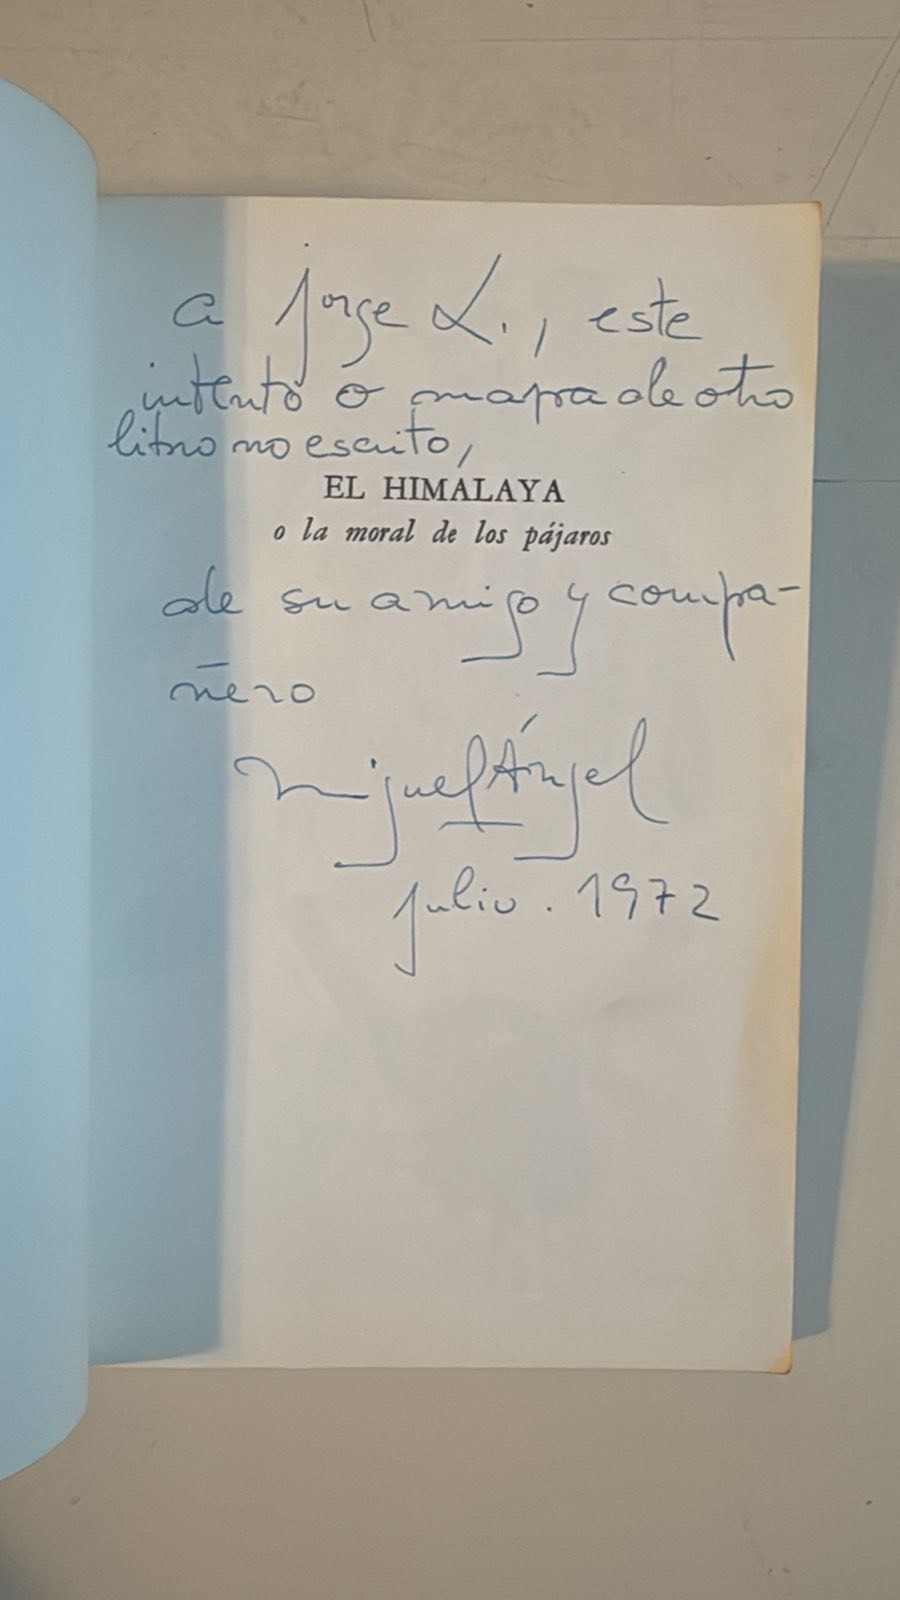 a Jorge L., este
intento o mapa de otro
libro no escrito,
EL HIMALAYA
o la moral de los pájaros
de su amigo y compa-
ñero
Miguel Ángel
julio. 1972